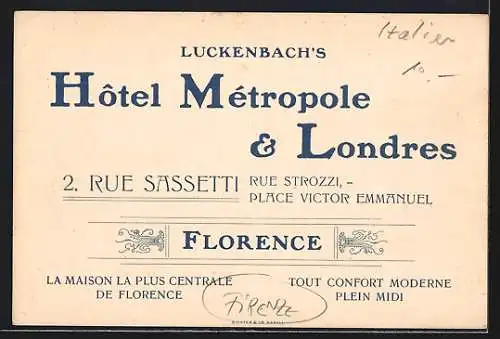 Italien
10.-
LUCKENBACH'S
HÔTEL MÉTROPOLE
& LONDRES
2. RUE SASSETTI
RUE STROZZI, –
PLACE VICTOR EMMANUEL
FLORENCE
LA MAISON LA PLUS CENTRALE
DE FLORENCE
TOUT CONFORT MODERNE
PLEIN MIDI
FIRENZE